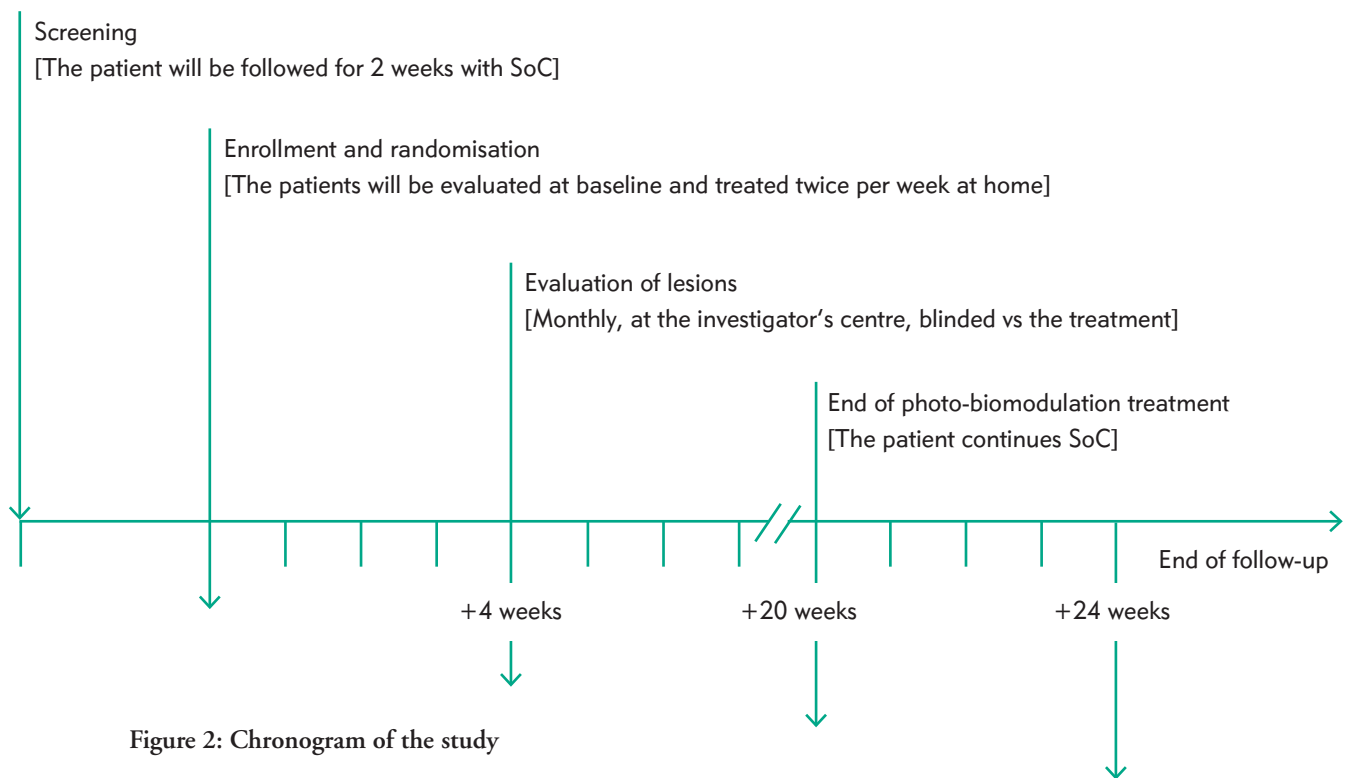 Screening
[The patient will be followed for 2 weeks with SoC]
Enrollment and randomisation
[The patients will be evaluated at baseline and treated twice per week at home]
Evaluation of lesions
[Monthly, at the investigator‘s centre, blinded vs the treatment]
End of photo-biomodulation treatment
[The patient continues SoC]
End of follow-up
+4 weeks
+20 weeks
+24 weeks
Figure 2: Chronogram of the study